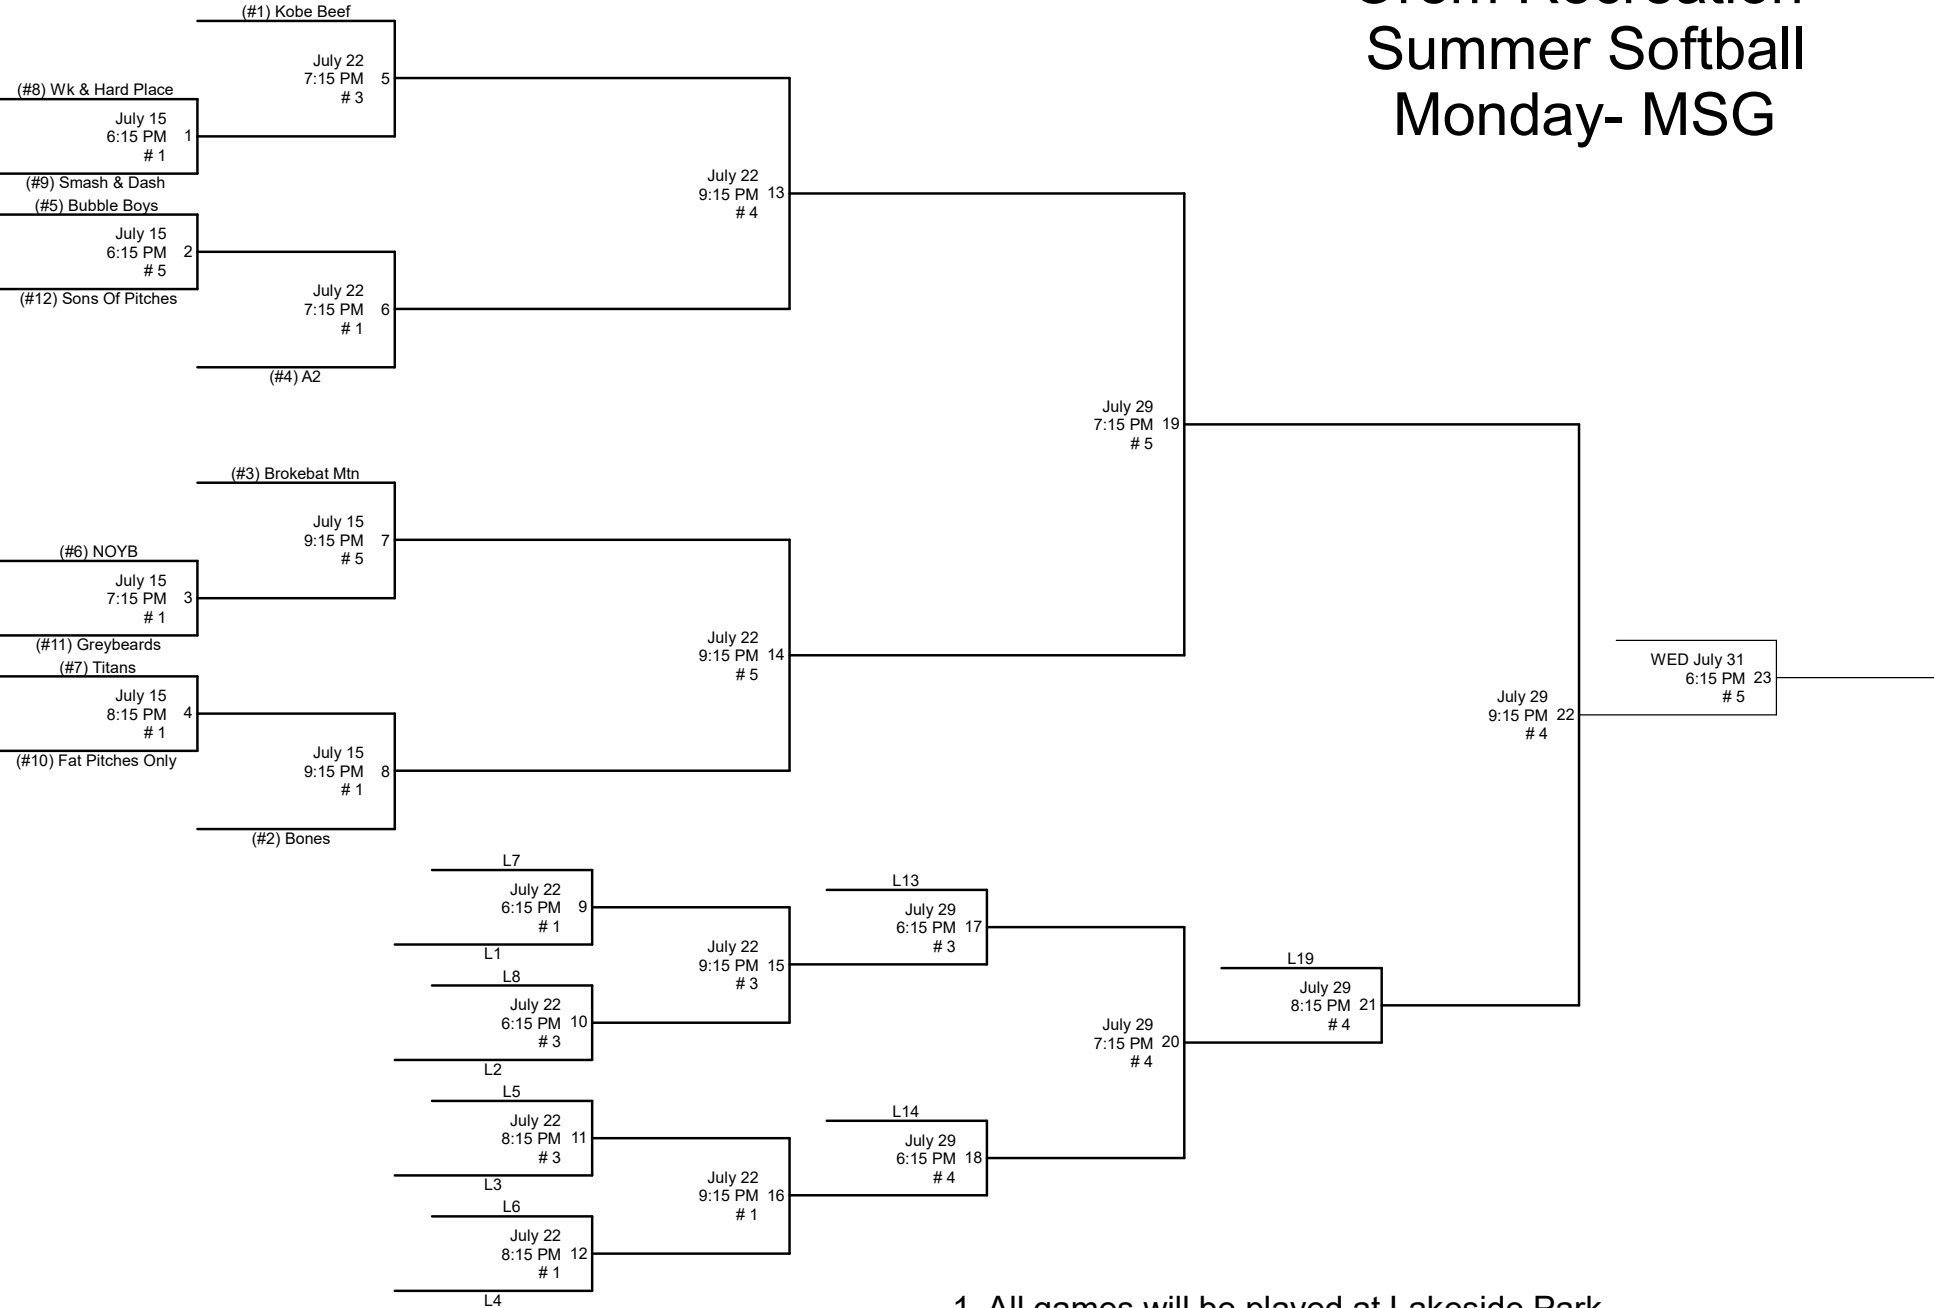 Summer Softball
Monday- MSG
(#1) Kobe Beef
July 22
7:15 PM 5
# 3
(#8) Wk & Hard Place
July 15
6:15 PM 1
# 1
(#9) Smash & Dash
(#5) Bubble Boys
July 15
6:15 PM 2
# 5
(#12) Sons Of Pitches
July 22
7:15 PM 6
# 1
(#4) A2
July 22
9:15 PM 13
# 4
(#3) Brokebat Mtn
July 15
9:15 PM 7
# 5
(#6) NOYB
July 15
7:15 PM 3
# 1
(#11) Greybeards
(#7) Titans
July 15
8:15 PM 4
# 1
(#10) Fat Pitches Only
July 15
9:15 PM 8
# 1
(#2) Bones
July 22
9:15 PM 14
# 5
July 29
7:15 PM 19
# 5
L7
July 22
6:15 PM 9
# 1
L1
L8
July 22
6:15 PM 10
# 3
L2
L5
July 22
8:15 PM 11
# 3
L3
L6
July 22
8:15 PM 12
# 1
L4
July 22
9:15 PM 15
# 3
July 22
9:15 PM 16
# 1
L13
July 29
6:15 PM 17
# 3
L14
July 29
6:15 PM 18
# 4
July 29
7:15 PM 20
# 4
L19
July 29
8:15 PM 21
# 4
July 29
9:15 PM 22
# 4
WED July 31
6:15 PM 23
# 5
1. All games will be played at Lakeside Park